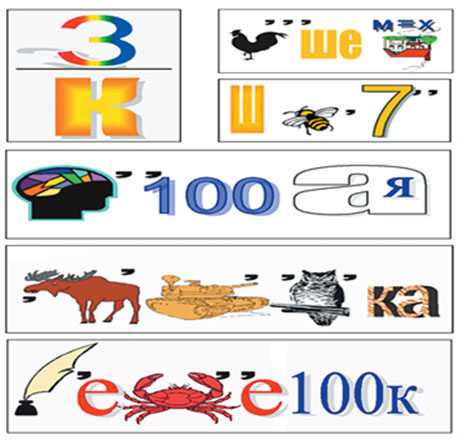 З
к
’’’ ше мех
Ш , 7’’
’’ 100 а я
, ’ ’ ’’ ’ ка
’е ’’е100к